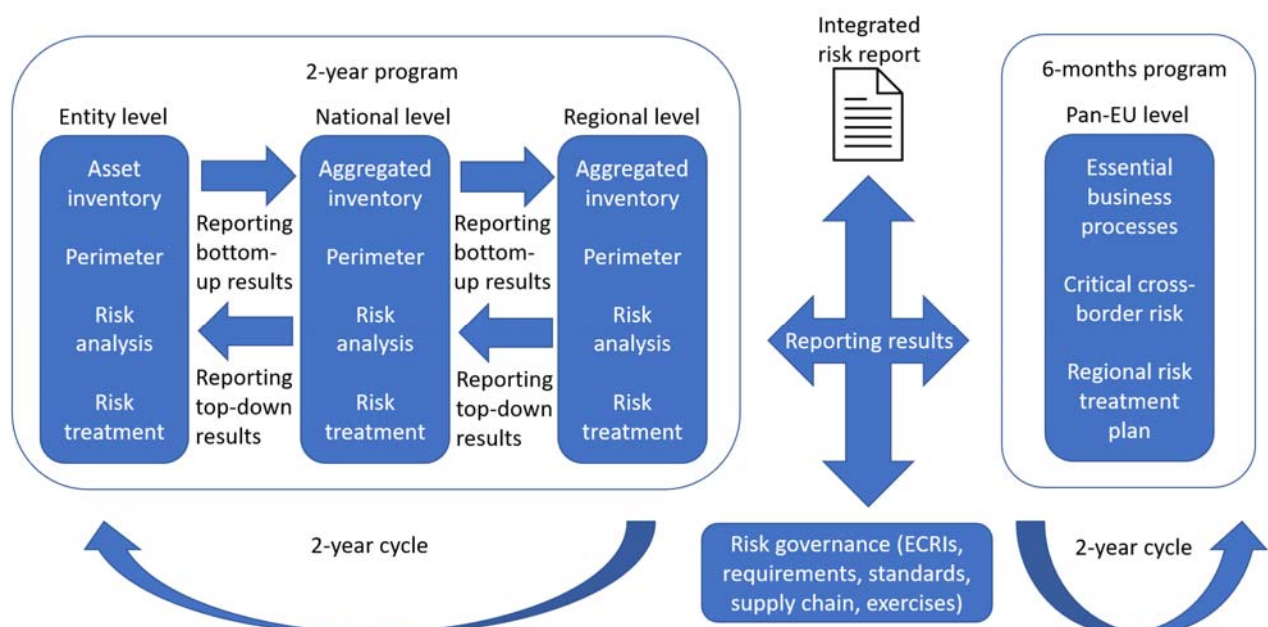 2-year program
Entity level
Asset
inventory
Perimeter
Risk
analysis
Risk
treatment
Reporting
bottom-
up results
Reporting
top-down
results
National level
Aggregated
inventory
Perimeter
Risk
analysis
Risk
treatment
Reporting
bottom-
up results
Reporting
top-down
results
Regional level
Aggregated
inventory
Perimeter
Risk
analysis
Risk
treatment
2-year cycle
Integrated
risk report
Reporting results
Risk governance (ECRIs,
requirements, standards,
supply chain, exercises)
6-months program
Pan-EU level
Essential
business
processes
Critical cross-
border risk
Regional risk
treatment
plan
2-year cycle